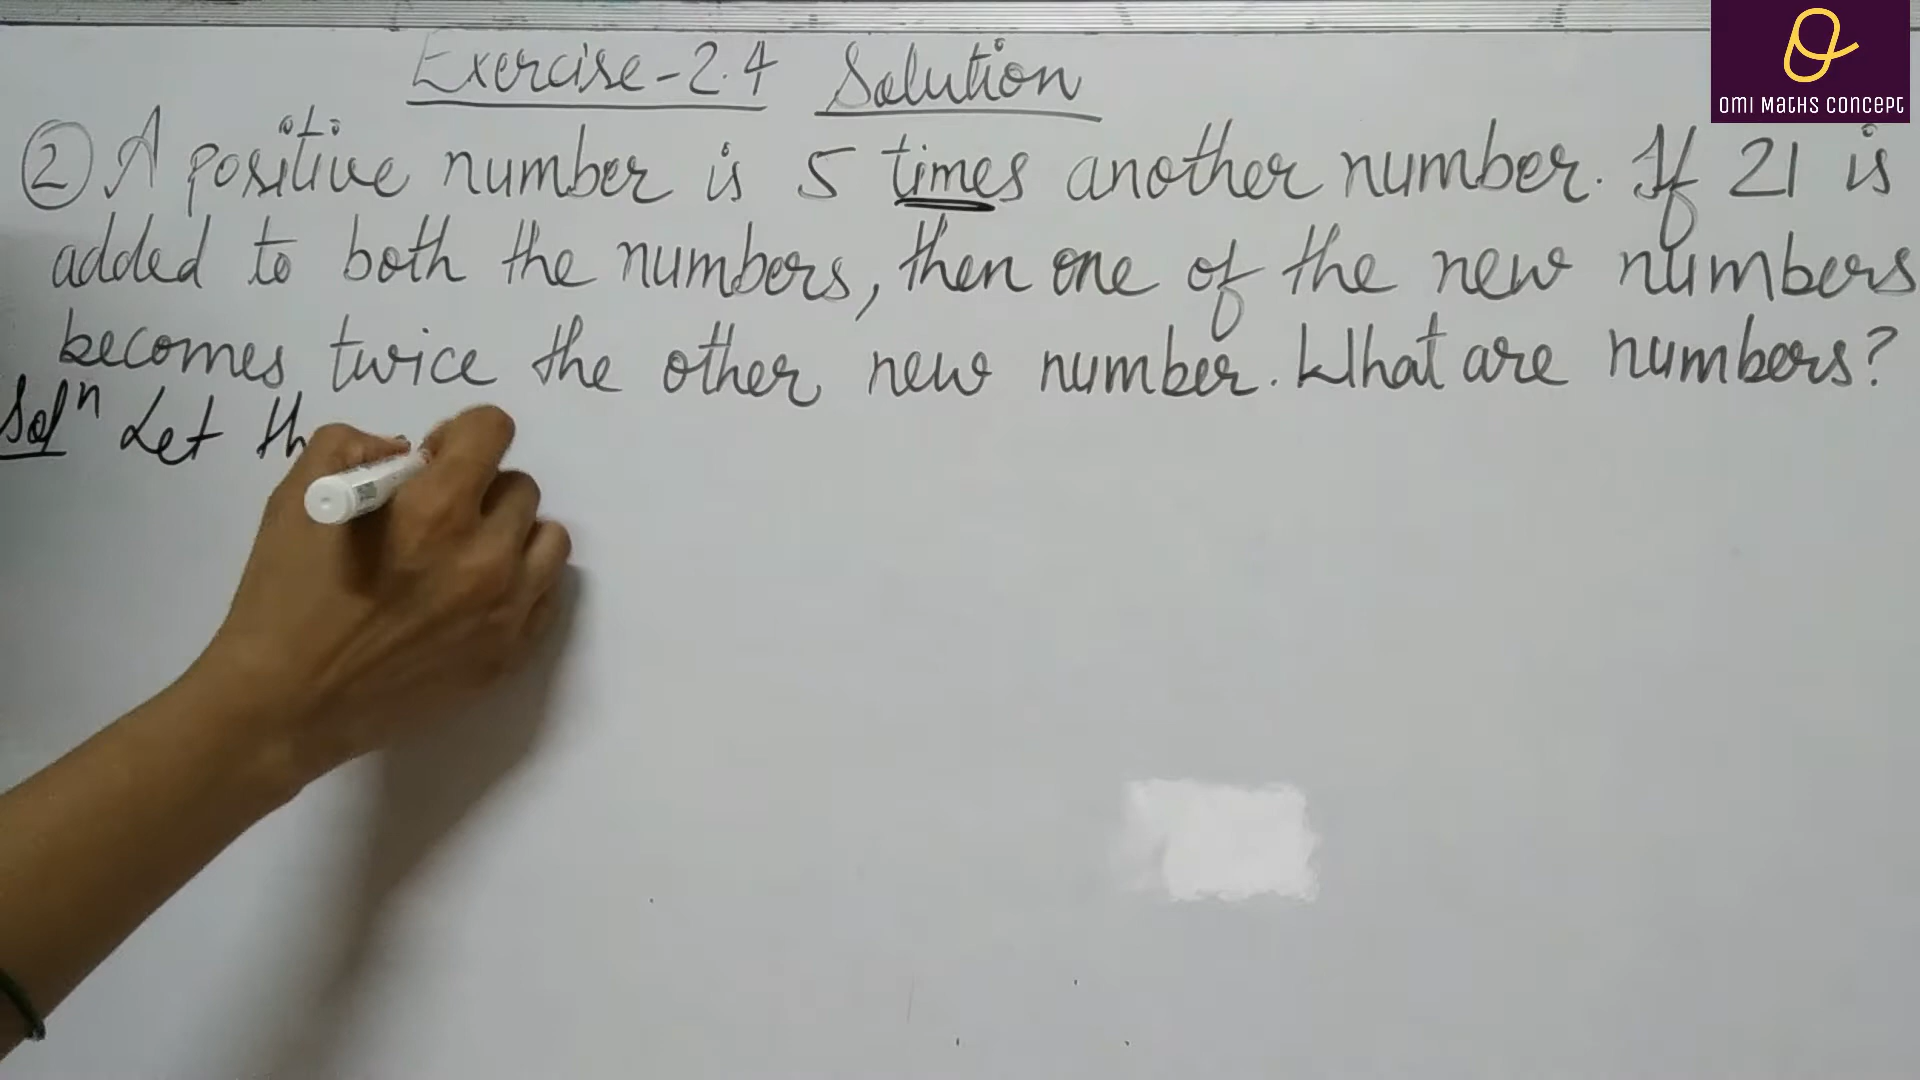 Exercise-2.4 Solution
OMI MATHS CONCEPT
② A positive number is 5 times another number. If 21 is
added to both the numbers, then one of the new numbers
becomes twice the other new number. What are numbers?
Solⁿ Let th